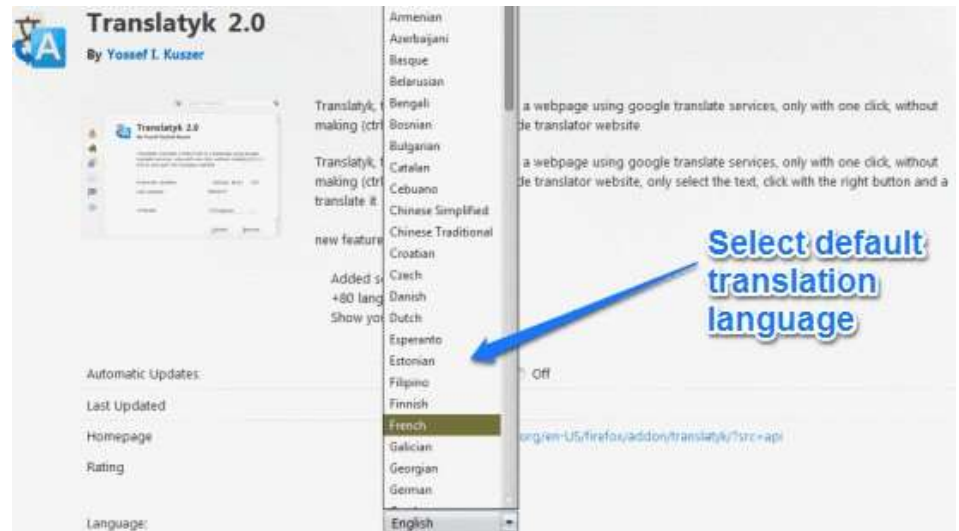 Translatyk 2.0
By Yossef I. Kuszer
Translatyk 2.0
Translatyk, a webpage using google translate services, only with one click, without
making (ctrl translator website
Translatyk, a webpage using google translate services, only with one click, without
making (ctrl translator website, only select the text, click with the right button and a
translate it
new feature
Added
+80 lang
Show
Automatic Updates Off
Last Updated
Homepage org/en-US/firefox/addon/translatyk/?src=api
Rating
Language: English
Armenian
Azerbaijani
Basque
Belarusian
Bengali
Bosnian
Bulgarian
Catalan
Cebuano
Chinese Simplified
Chinese Traditional
Croatian
Czech
Danish
Dutch
Esperanto
Estonian
Filipino
Finnish
French
Galician
Georgian
German
Select default
translation
language